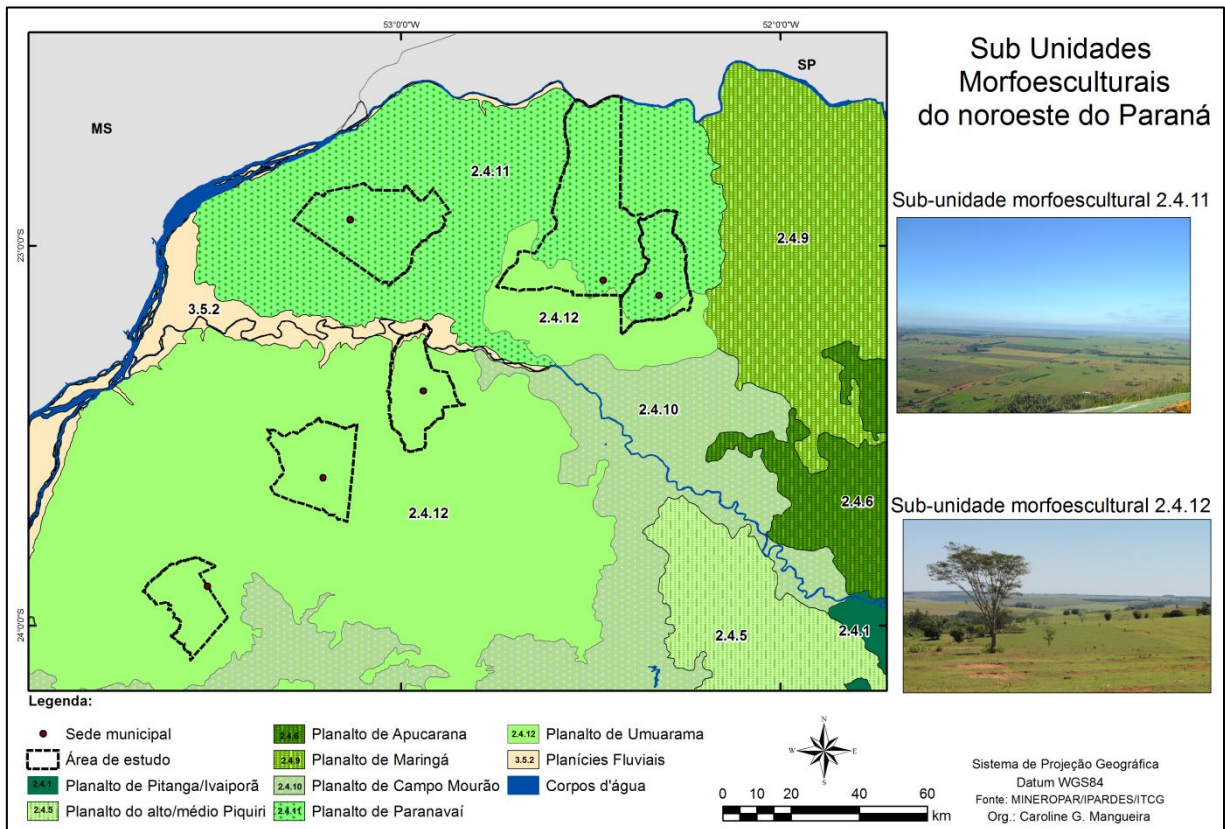 53°0'0"W
52°0'0"W
SP
MS
23°0'0"S
24°0'0"S
2.4.11
2.4.9
3.5.2
2.4.12
2.4.10
2.4.6
2.4.12
2.4.5
2.4.1
Sub Unidades
Morfoesculturais
do noroeste do Paraná
Sub-unidade morfoescultural 2.4.11
Sub-unidade morfoescultural 2.4.12
Legenda:
Sede municipal
Área de estudo
2.4.1 Planalto de Pitanga/Ivaiporã
2.4.5 Planalto do alto/médio Piquiri
2.4.6 Planalto de Apucarana
2.4.9 Planalto de Maringá
2.4.10 Planalto de Campo Mourão
2.4.11 Planalto de Paranavaí
2.4.12 Planalto de Umuarama
3.5.2 Planícies Fluviais
Corpos d'água
N
W E
S
0 10 20 40 60
km
Sistema de Projeção Geográfica
Datum WGS84
Fonte: MINEROPAR/IPARDES/ITCG
Org.: Caroline G. Mangueira